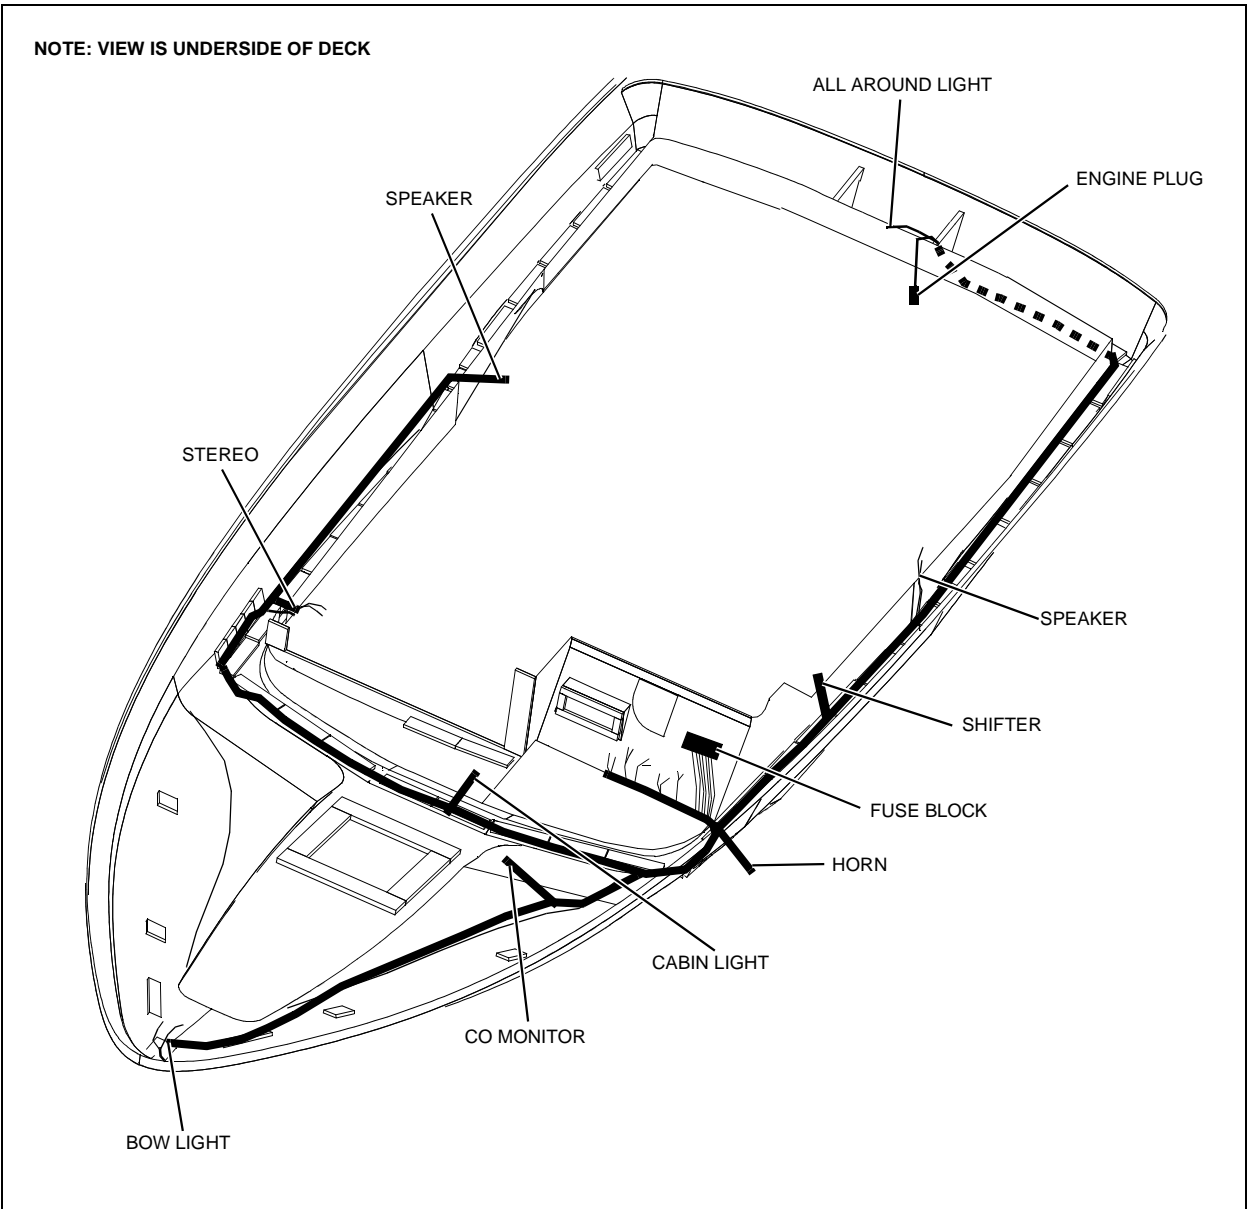 NOTE: VIEW IS UNDERSIDE OF DECK
ALL AROUND LIGHT
ENGINE PLUG
SPEAKER
STEREO
SPEAKER
SHIFTER
FUSE BLOCK
HORN
CABIN LIGHT
CO MONITOR
BOW LIGHT